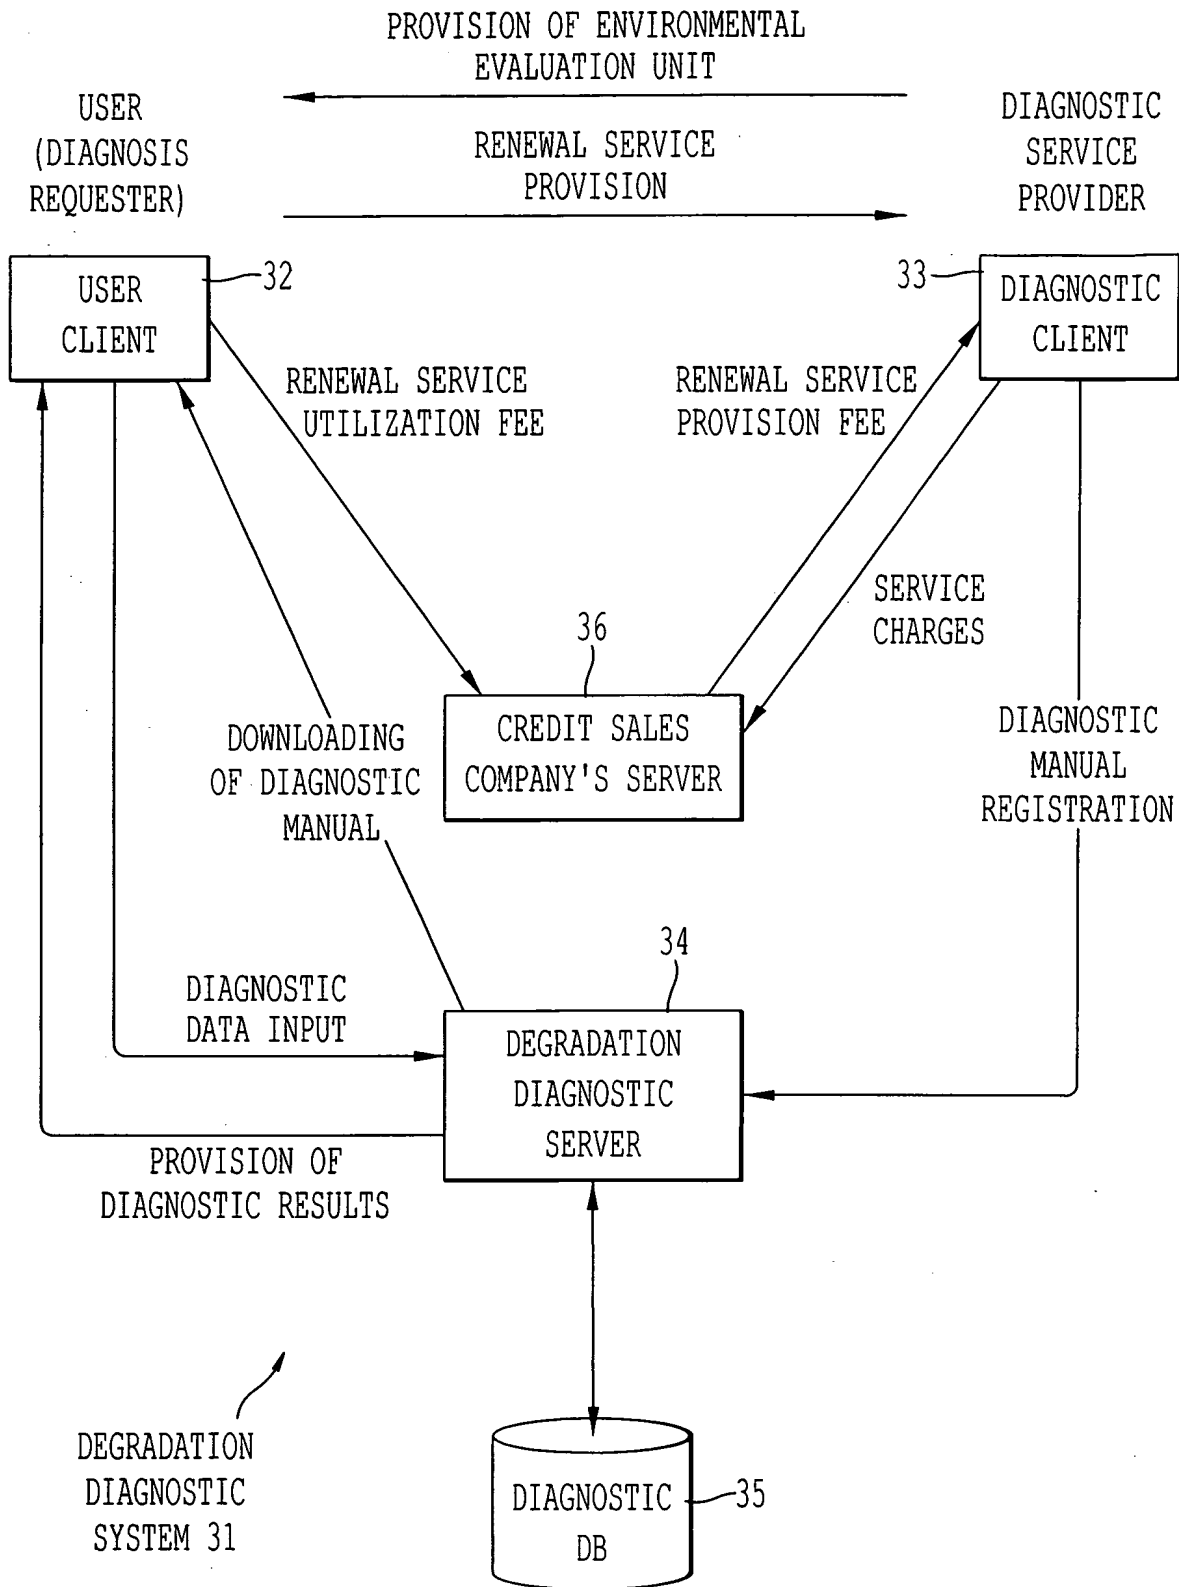 PROVISION OF ENVIRONMENTAL
EVALUATION UNIT
USER
(DIAGNOSIS
REQUESTER)
RENEWAL SERVICE
PROVISION
DIAGNOSTIC
SERVICE
PROVIDER
USER
CLIENT
32
33
DIAGNOSTIC
CLIENT
RENEWAL SERVICE
UTILIZATION FEE
RENEWAL SERVICE
PROVISION FEE
SERVICE
CHARGES
36
CREDIT SALES
COMPANY'S SERVER
DOWNLOADING
OF DIAGNOSTIC
MANUAL
DIAGNOSTIC
MANUAL
REGISTRATION
34
DIAGNOSTIC
DATA INPUT
DEGRADATION
DIAGNOSTIC
SERVER
PROVISION OF
DIAGNOSTIC RESULTS
DEGRADATION
DIAGNOSTIC
SYSTEM 31
DIAGNOSTIC
DB
35